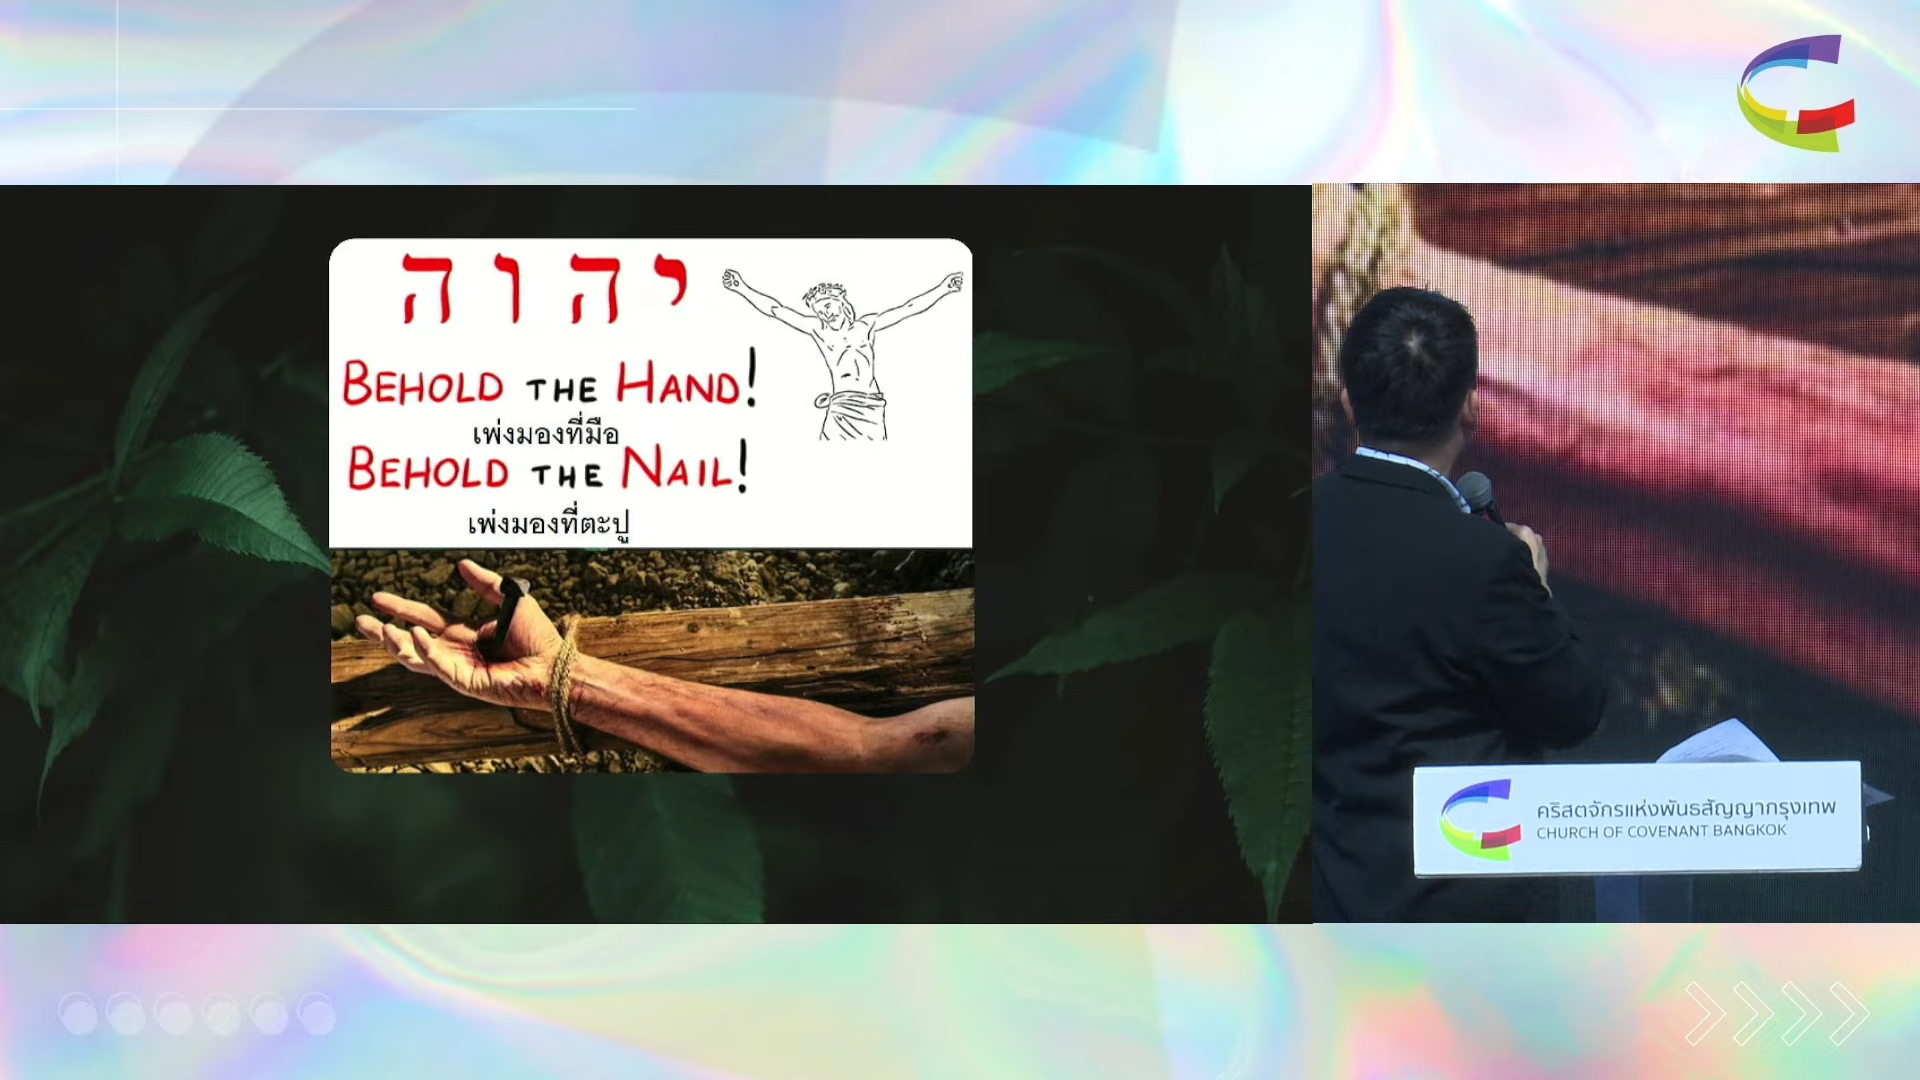 יהוה
BEHOLD THE HAND!
เพ่งมองที่มือ
BEHOLD THE NAIL!
เพ่งมองที่ตะปู
คริสตจักรแห่งพันธสัญญากรุงเทพ
CHURCH OF COVENANT BANGKOK